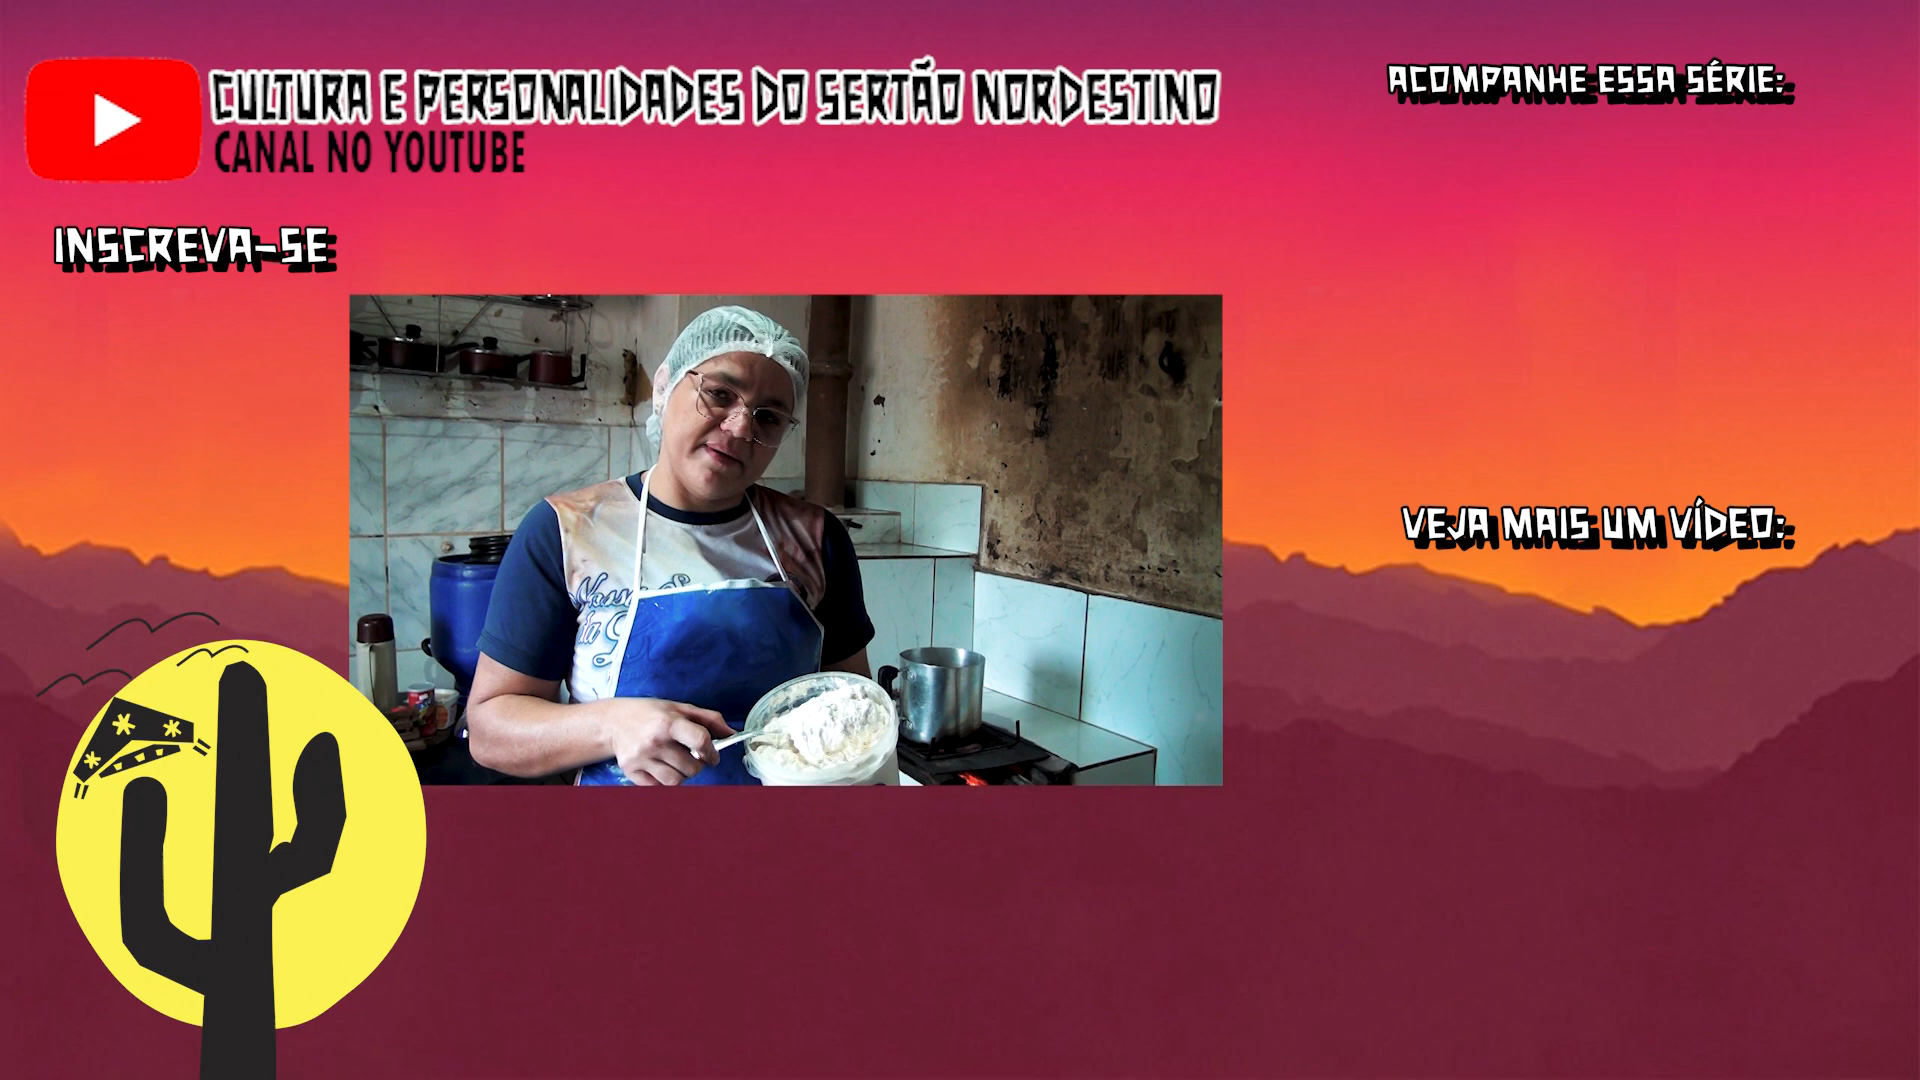 CULTURA E PERSONALIDADES DO SERTÃO NORDESTINO
CANAL NO YOUTUBE
INSCREVA-SE
ACOMPANHE ESSA SÉRIE:
VEJA MAIS UM VÍDEO: